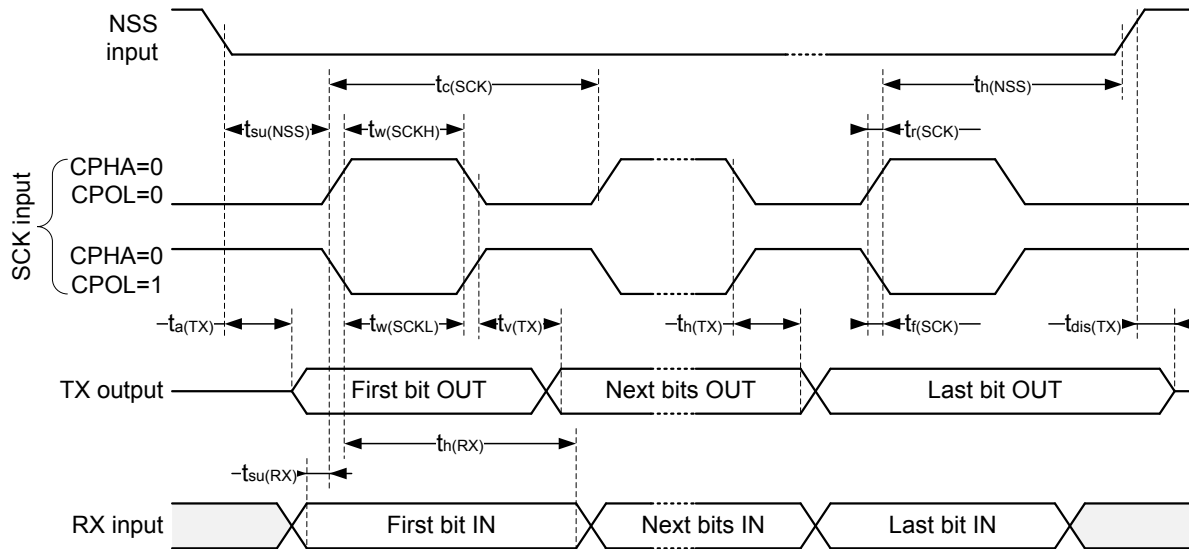 NSS
input
tc(SCK)
th(NSS)
tsu(NSS)
tw(SCKH)
tr(SCK)
SCK input
CPHA=0
CPOL=0
CPHA=0
CPOL=1
ta(TX)
tw(SCKL)
tv(TX)
th(TX)
tf(SCK)
tdis(TX)
TX output
First bit OUT
Next bits OUT
Last bit OUT
th(RX)
tsu(RX)
RX input
First bit IN
Next bits IN
Last bit IN